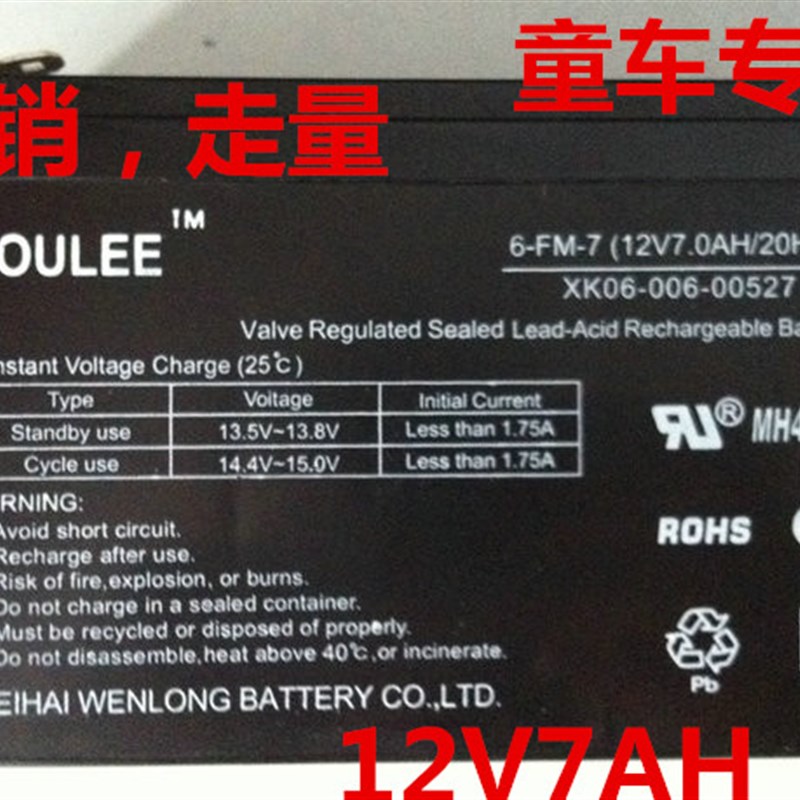 童车专
销，走量
OULEE TM
6-FM-7 (12V7.0AH/20H
XK06-006-00527
Valve Regulated Sealed Lead-Acid Rechargeable Ba
nstant Voltage Charge (25℃)
Type Voltage Initial Current
Standby use 13.5V~13.8V Less than 1.75A
Cycle use 14.4V~15.0V Less than 1.75A
RU® MH4
RNING:
Avoid short circuit.
Recharge after use.
ROHS
Risk of fire,explosion, or burns.
Do not charge in a sealed container.
Must be recycled or disposed of properly.
Do not disassemble,heat above 40℃,or incinerate.
Pb
EIHAI WENLONG BATTERY CO.,LTD.
12V7AH